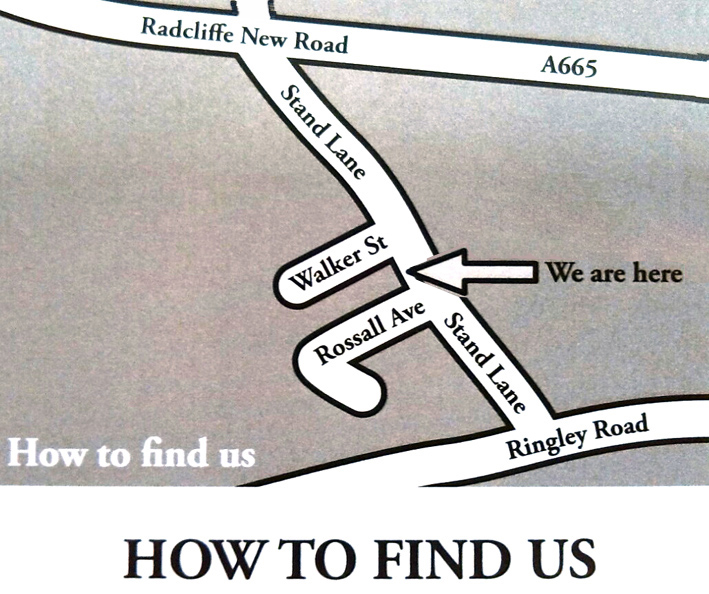 Radcliffe New Road
A665
Stand Lane
Walker St
We are here
Rossall Ave
Stand Lane
Ringley Road
How to find us
HOW TO FIND US